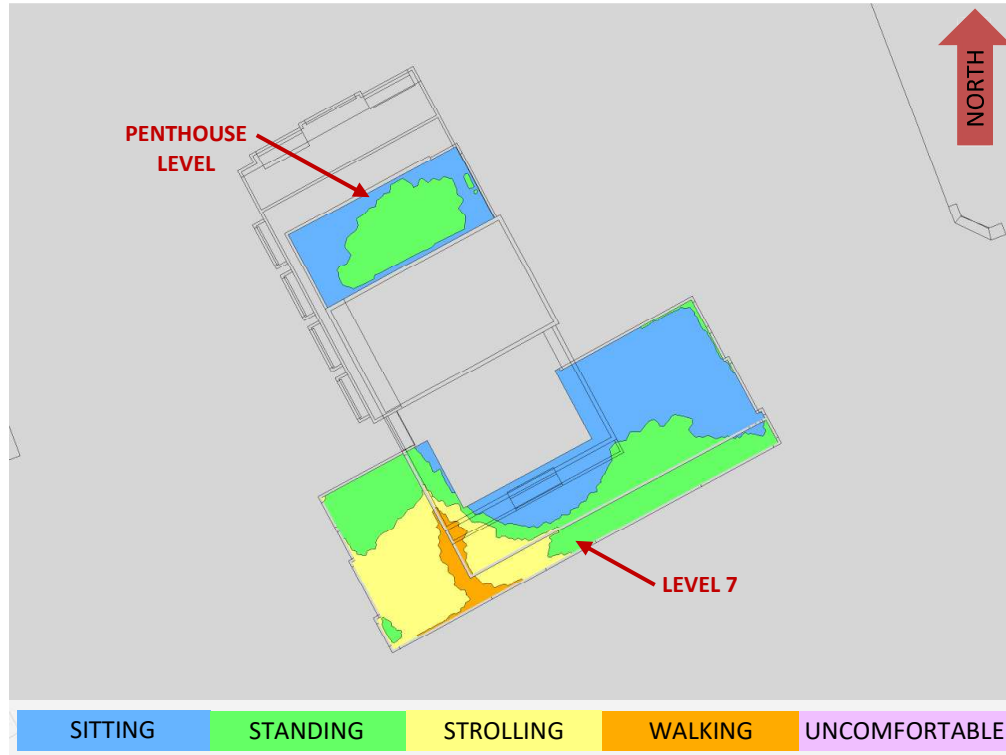 NORTH
PENTHOUSE
LEVEL
LEVEL 7
SITTING
STANDING
STROLLING
WALKING
UNCOMFORTABLE